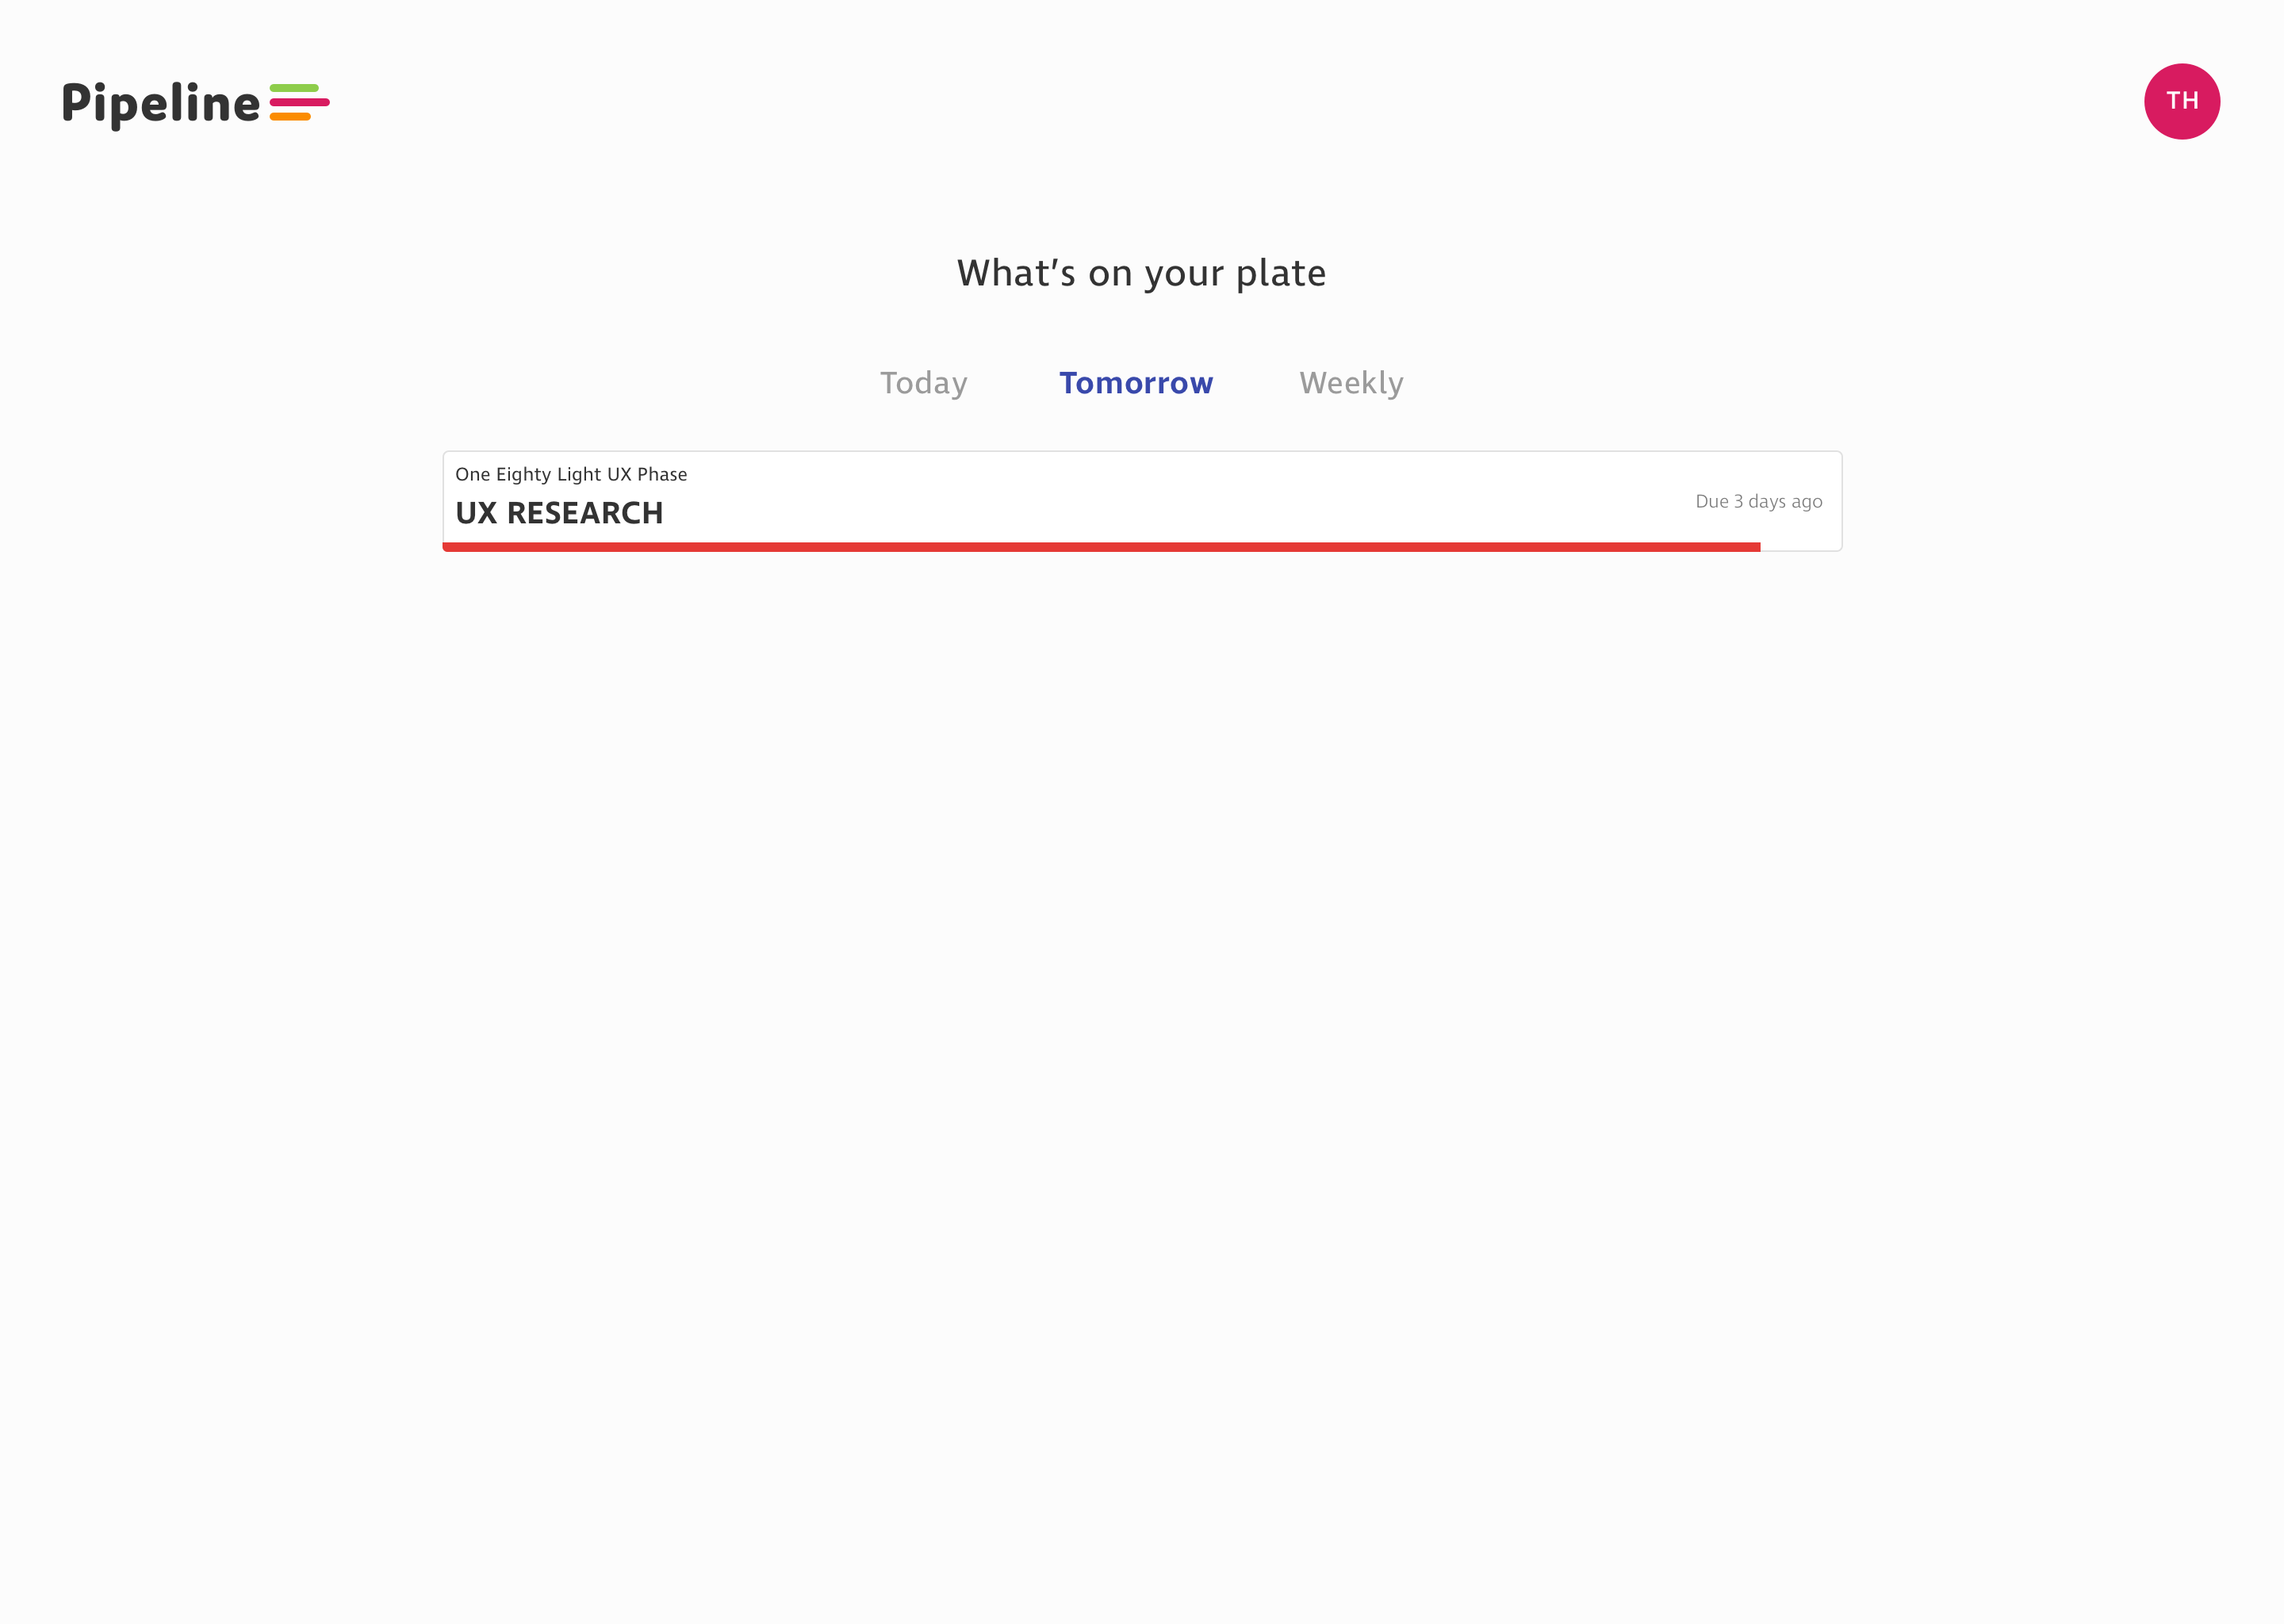 Pipeline
TH
What's on your plate
Today Tomorrow Weekly
One Eighty Light UX Phase
UX RESEARCH
Due 3 days ago